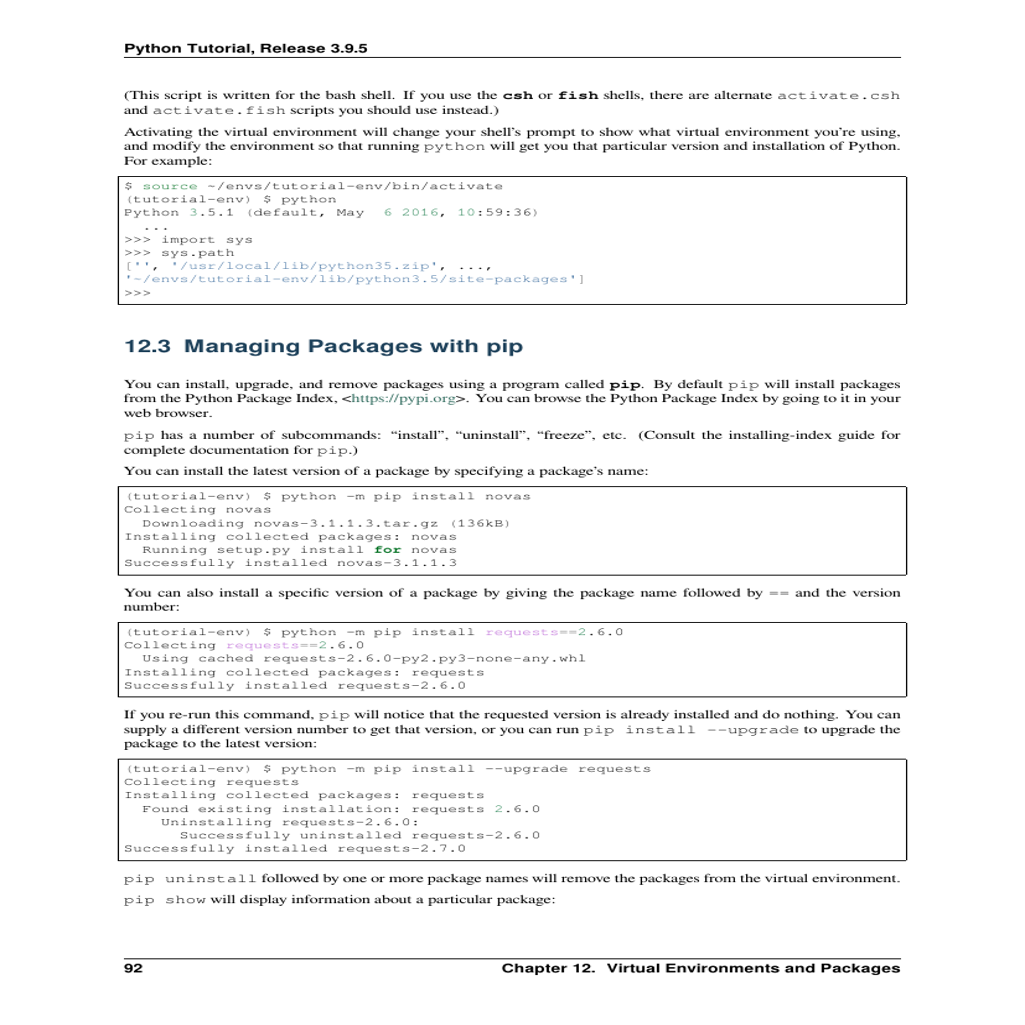 Python Tutorial, Release 3.9.5
(This script is written for the bash shell. If you use the csh or fish shells, there are alternate activate.csh
and activate.fish scripts you should use instead.)
Activating the virtual environment will change your shell's prompt to show what virtual environment you're using,
and modify the environment so that running python will get you that particular version and installation of Python.
For example:
$ source ~/envs/tutorial-env/bin/activate
(tutorial-env) $ python
Python 3.5.1 (default, May  6 2016, 10:59:36)
  ...
>>> import sys
>>> sys.path
['', '/usr/local/lib/python35.zip', ...,
'~/envs/tutorial-env/lib/python3.5/site-packages']
>>>
12.3 Managing Packages with pip
You can install, upgrade, and remove packages using a program called pip. By default pip will install packages
from the Python Package Index, <https://pypi.org>. You can browse the Python Package Index by going to it in your
web browser.
pip has a number of subcommands: “install”, “uninstall”, “freeze”, etc. (Consult the installing-index guide for
complete documentation for pip.)
You can install the latest version of a package by specifying a package's name:
(tutorial-env) $ python -m pip install novas
Collecting novas
  Downloading novas-3.1.1.3.tar.gz (136kB)
Installing collected packages: novas
  Running setup.py install for novas
Successfully installed novas-3.1.1.3
You can also install a specific version of a package by giving the package name followed by == and the version
number:
(tutorial-env) $ python -m pip install requests==2.6.0
Collecting requests==2.6.0
  Using cached requests-2.6.0-py2.py3-none-any.whl
Installing collected packages: requests
Successfully installed requests-2.6.0
If you re-run this command, pip will notice that the requested version is already installed and do nothing. You can
supply a different version number to get that version, or you can run pip install --upgrade to upgrade the
package to the latest version:
(tutorial-env) $ python -m pip install --upgrade requests
Collecting requests
Installing collected packages: requests
  Found existing installation: requests 2.6.0
    Uninstalling requests-2.6.0:
      Successfully uninstalled requests-2.6.0
Successfully installed requests-2.7.0
pip uninstall followed by one or more package names will remove the packages from the virtual environment.
pip show will display information about a particular package:
92 Chapter 12. Virtual Environments and Packages